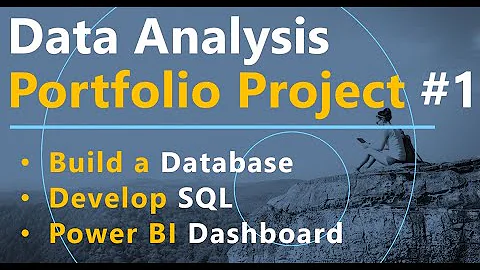 Data Analysis
Portfolio Project #1
• Build a Database
• Develop SQL
• Power BI Dashboard